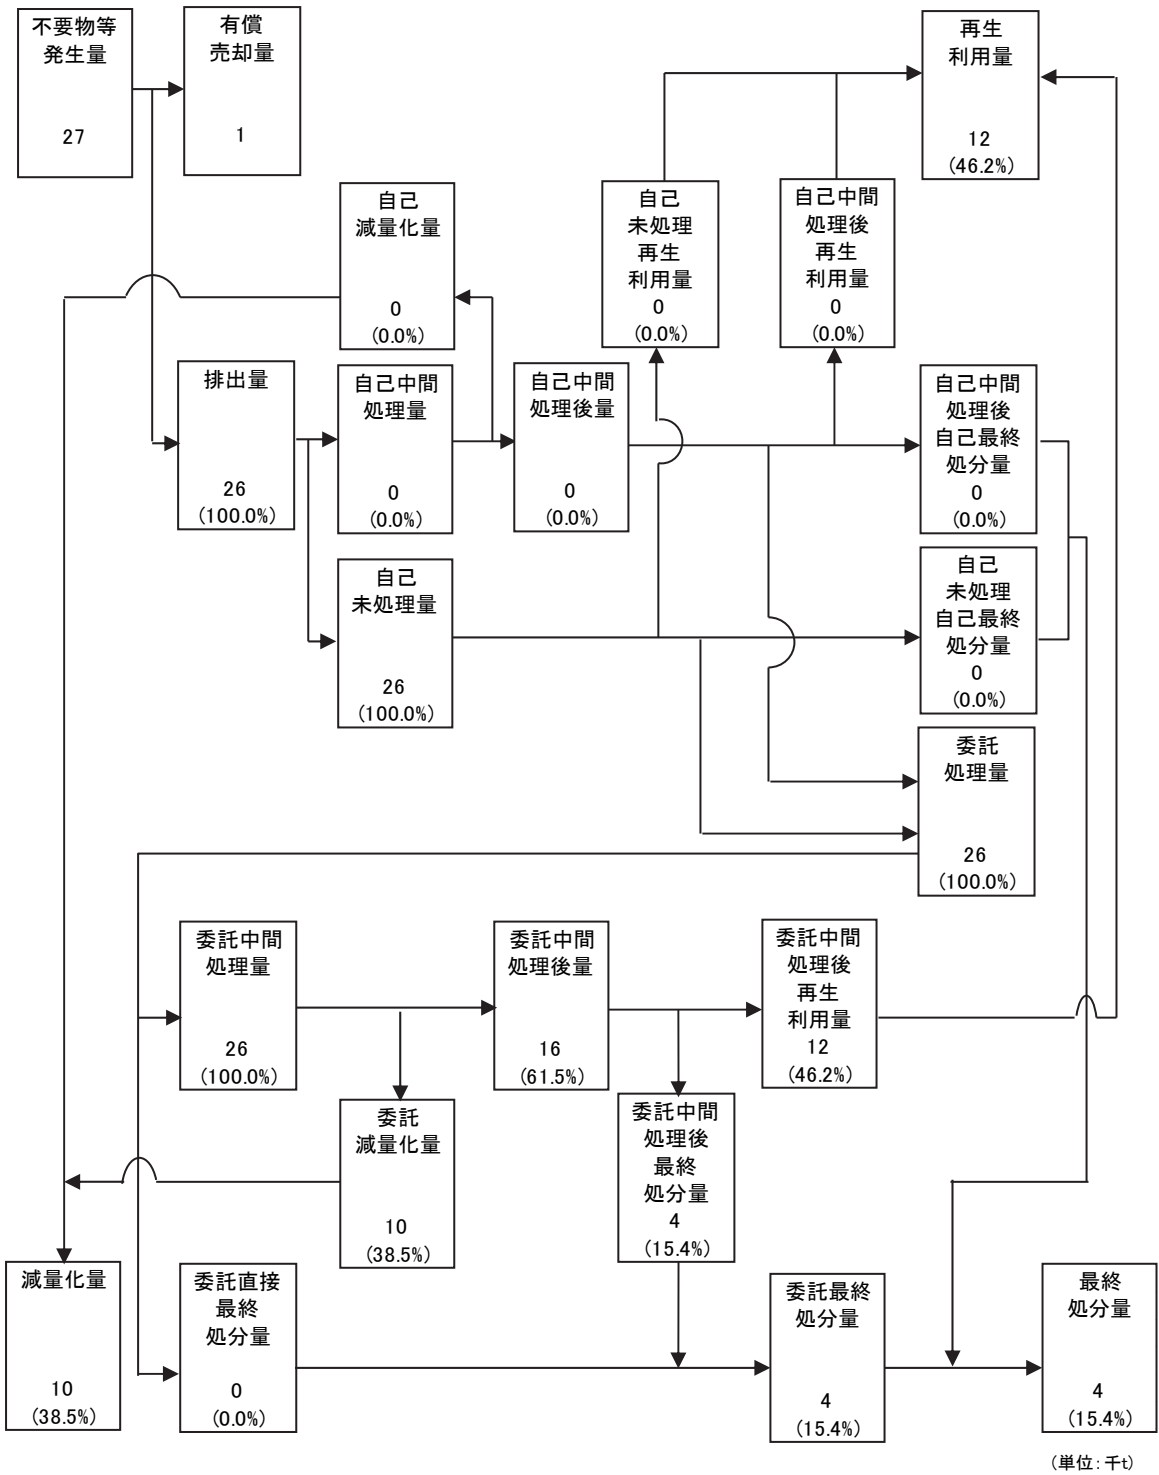 不要物等
発生量
27
有償
売却量
1
再生
利用量
12
(46.2%)
自己
減量化量
0
(0.0%)
自己
未処理
再生
利用量
0
(0.0%)
自己中間
処理後
再生
利用量
0
(0.0%)
排出量
26
(100.0%)
自己中間
処理量
0
(0.0%)
自己中間
処理後量
0
(0.0%)
自己中間
処理後
自己最終
処分量
0
(0.0%)
自己
未処理量
26
(100.0%)
自己
未処理
自己最終
処分量
0
(0.0%)
委託
処理量
26
(100.0%)
委託中間
処理量
26
(100.0%)
委託中間
処理後量
16
(61.5%)
委託中間
処理後
再生
利用量
12
(46.2%)
委託
減量化量
10
(38.5%)
委託中間
処理後
最終
処分量
4
(15.4%)
減量化量
10
(38.5%)
委託直接
最終
処分量
0
(0.0%)
委託最終
処分量
4
(15.4%)
最終
処分量
4
(15.4%)
(単位:千t)